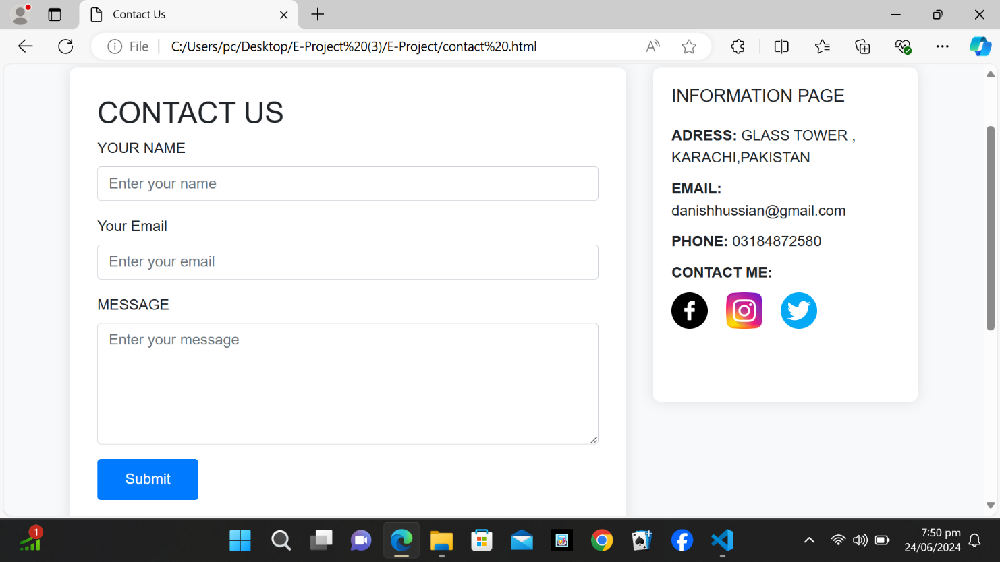 Contact Us
File
C:/Users/pc/Desktop/E-Project%20(3)/E-Project/contact%20.html
CONTACT US
YOUR NAME
Enter your name
Your Email
Enter your email
MESSAGE
Enter your message
Submit
INFORMATION PAGE
ADRESS: GLASS TOWER ,
KARACHI,PAKISTAN
EMAIL:
danishhussian@gmail.com
PHONE: 03184872580
CONTACT ME:
1
7:50 pm
24/06/2024